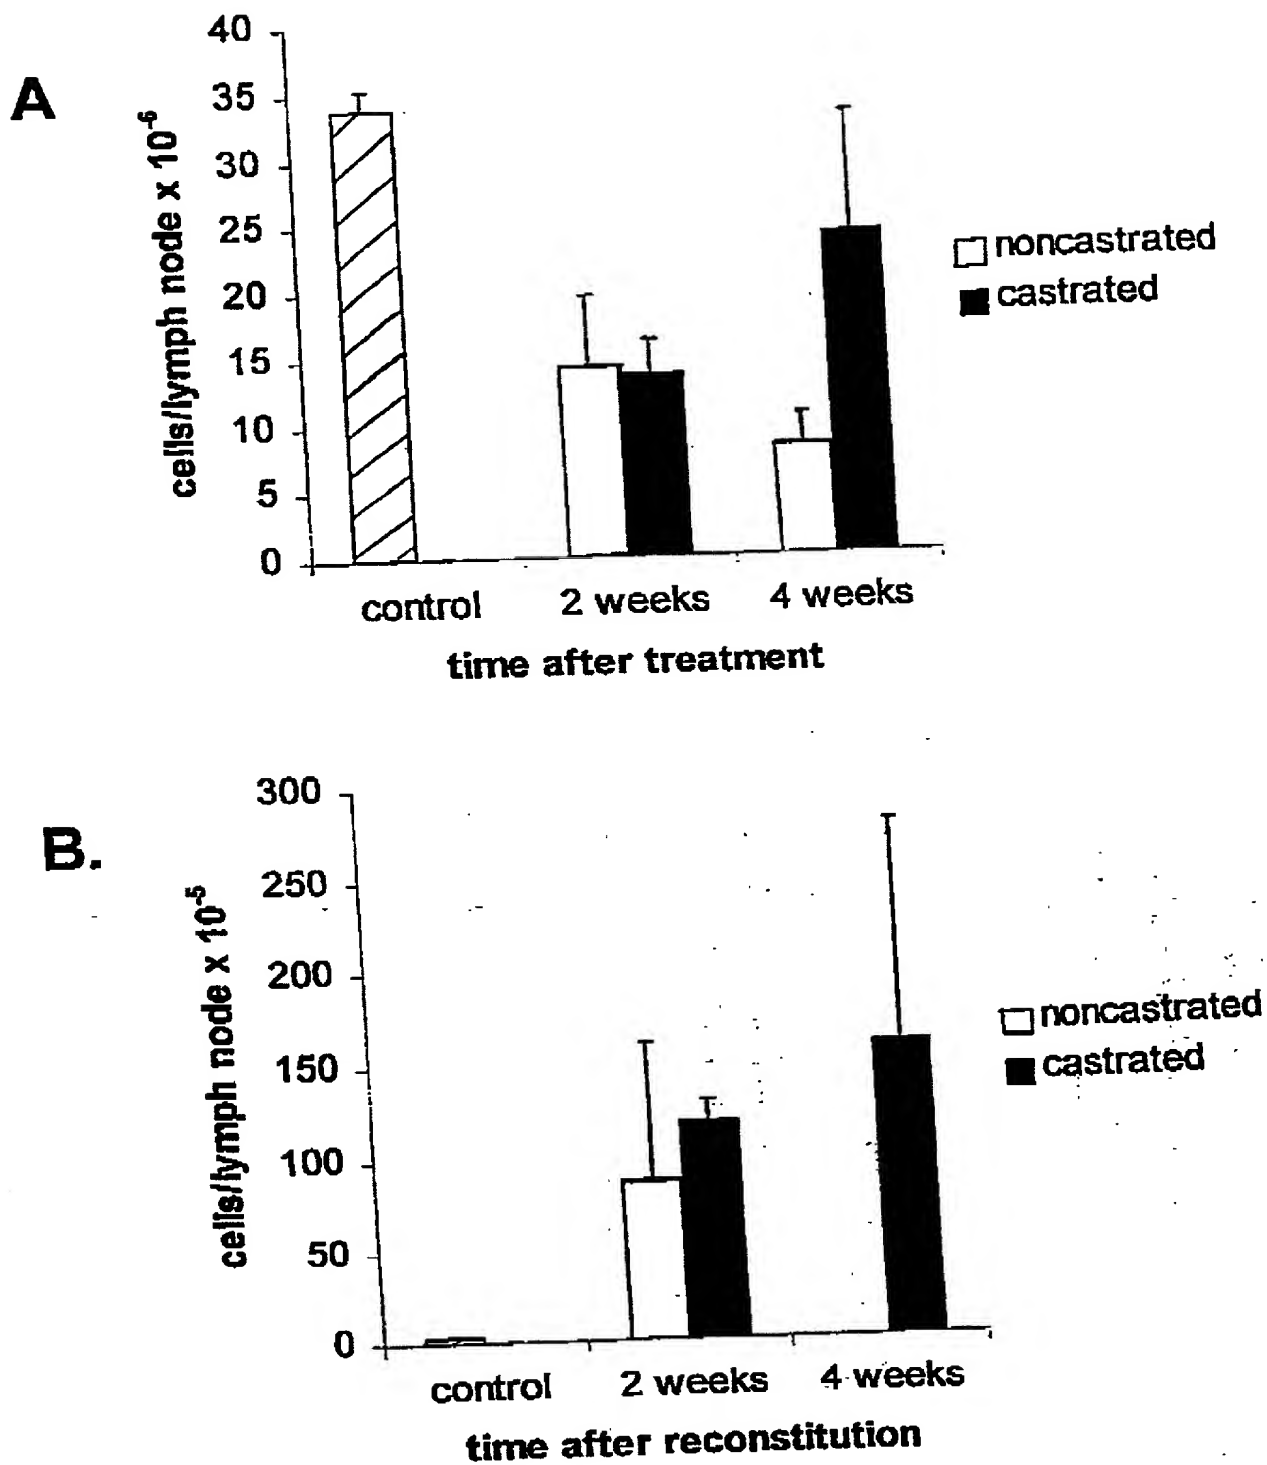 A
40
35
30
25
20
15
10
5
0
cells/lymph node x 10⁻⁶
noncastrated
castrated
control 2 weeks 4 weeks
time after treatment
B.
300
250
200
150
100
50
0
cells/lymph node x 10⁻⁵
noncastrated
castrated
control 2 weeks 4 weeks
time after reconstitution